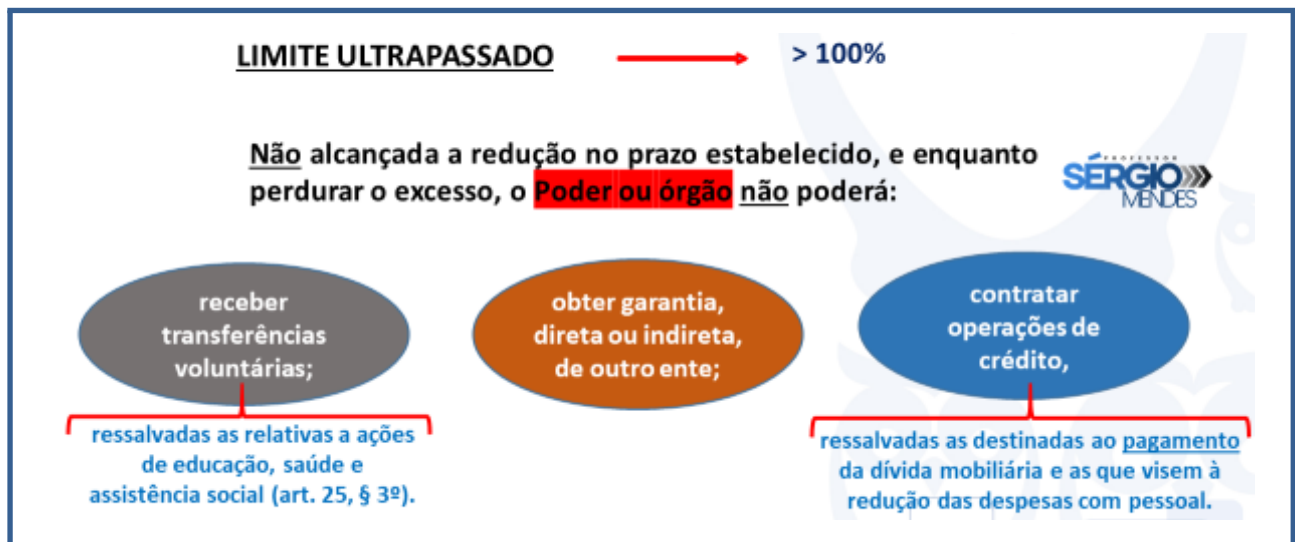 LIMITE ULTRAPASSADO > 100%
Não alcançada a redução no prazo estabelecido, e enquanto
perdurar o excesso, o Poder ou órgão não poderá:
PROFESSOR
SÉRGIO
MENDES
receber
transferências
voluntárias;
obter garantia,
direta ou indireta,
de outro ente;
contratar
operações de
crédito,
ressalvadas as relativas a ações
de educação, saúde e
assistência social (art. 25, § 3º).
ressalvadas as destinadas ao pagamento
da dívida mobiliária e as que visem à
redução das despesas com pessoal.